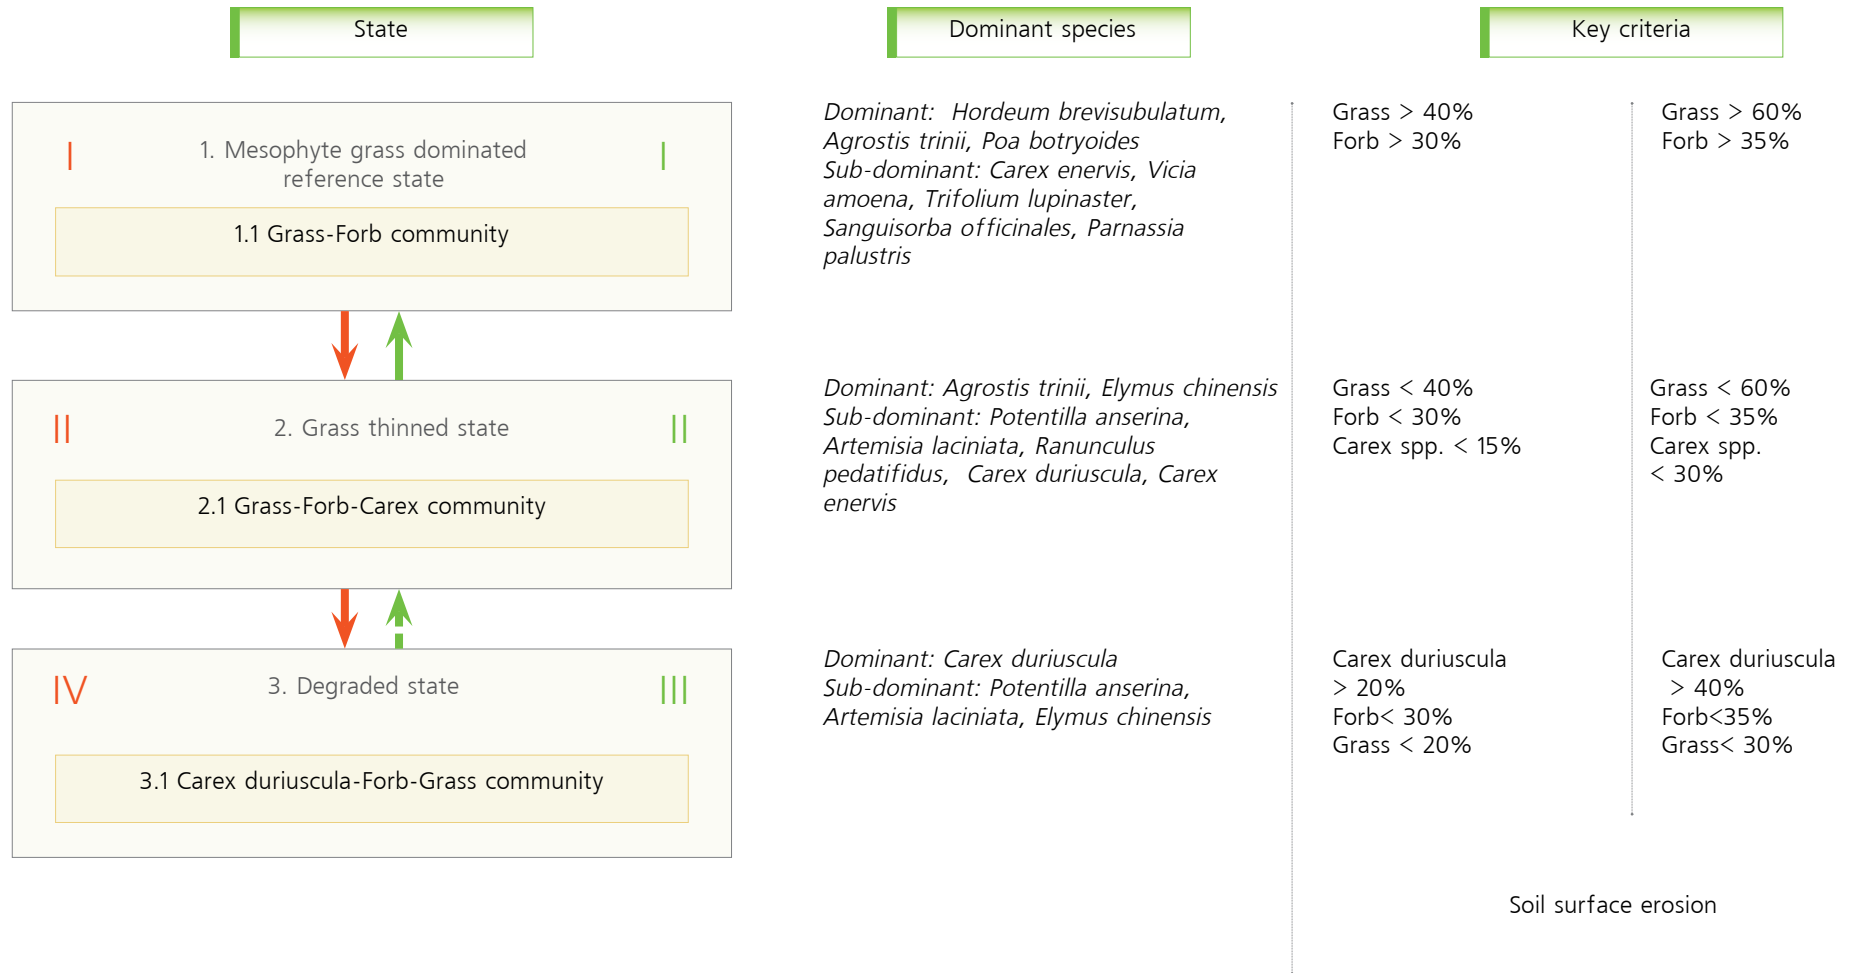 State
Dominant species
Key criteria
I
1. Mesophyte grass dominated
reference state
I
1.1 Grass-Forb community
Dominant:  Hordeum brevisubulatum,
Agrostis trinii, Poa botryoides
Sub-dominant: Carex enervis, Vicia
amoena, Trifolium lupinaster,
Sanguisorba officinales, Parnassia
palustris
Grass > 40%
Forb > 30%
Grass > 60%
Forb > 35%
II
2. Grass thinned state
II
2.1 Grass-Forb-Carex community
Dominant: Agrostis trinii, Elymus chinensis
Sub-dominant: Potentilla anserina,
Artemisia laciniata, Ranunculus
pedatifidus,  Carex duriuscula, Carex
enervis
Grass < 40%
Forb < 30%
Carex spp. < 15%
Grass < 60%
Forb < 35%
Carex spp.
< 30%
IV
3. Degraded state
III
3.1 Carex duriuscula-Forb-Grass community
Dominant: Carex duriuscula
Sub-dominant: Potentilla anserina,
Artemisia laciniata, Elymus chinensis
Carex duriuscula
> 20%
Forb< 30%
Grass < 20%
Carex duriuscula
> 40%
Forb<35%
Grass< 30%
Soil surface erosion